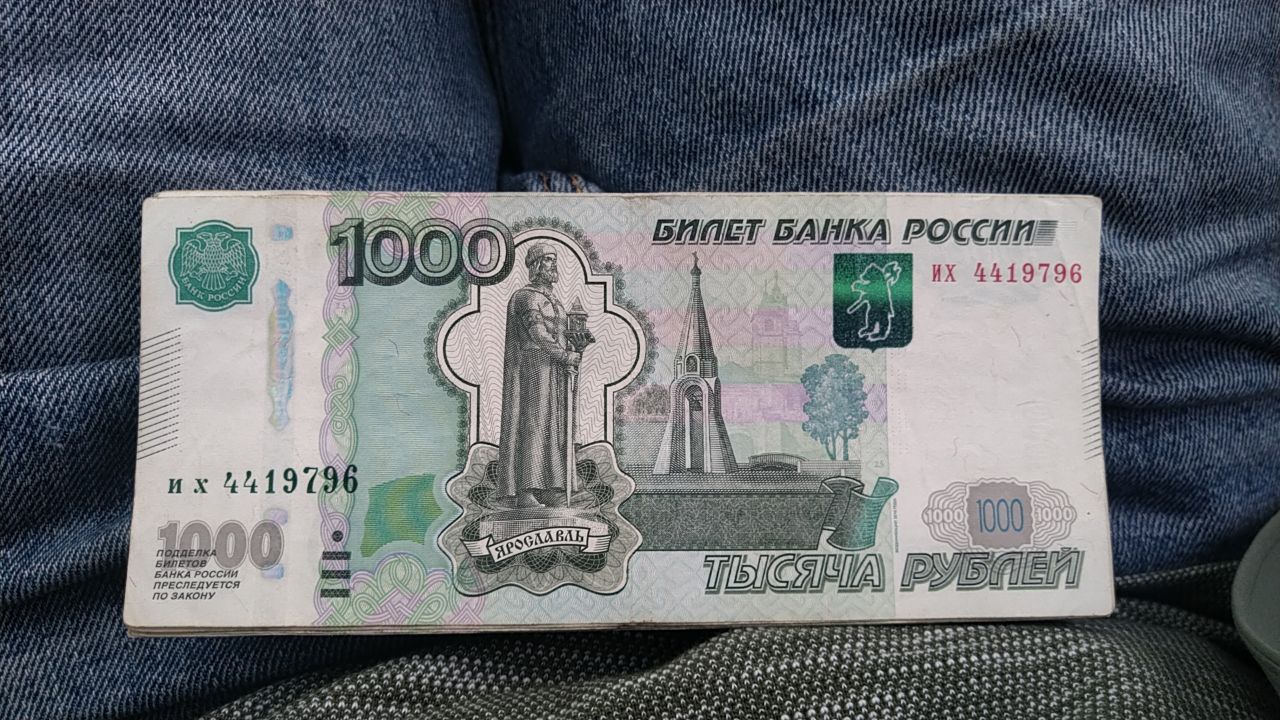 1000
БИЛЕТ БАНКА РОССИИ
БАНК РОССИИ
ИХ 4419796
их 4419796
ЯРОСЛАВЛЬ
1000 1000 1000
1000
ПОДДЕЛКА
БИЛЕТОВ
БАНКА РОССИИ
ПРЕСЛЕДУЕТСЯ
ПО ЗАКОНУ
ТЫСЯЧА РУБЛЕЙ